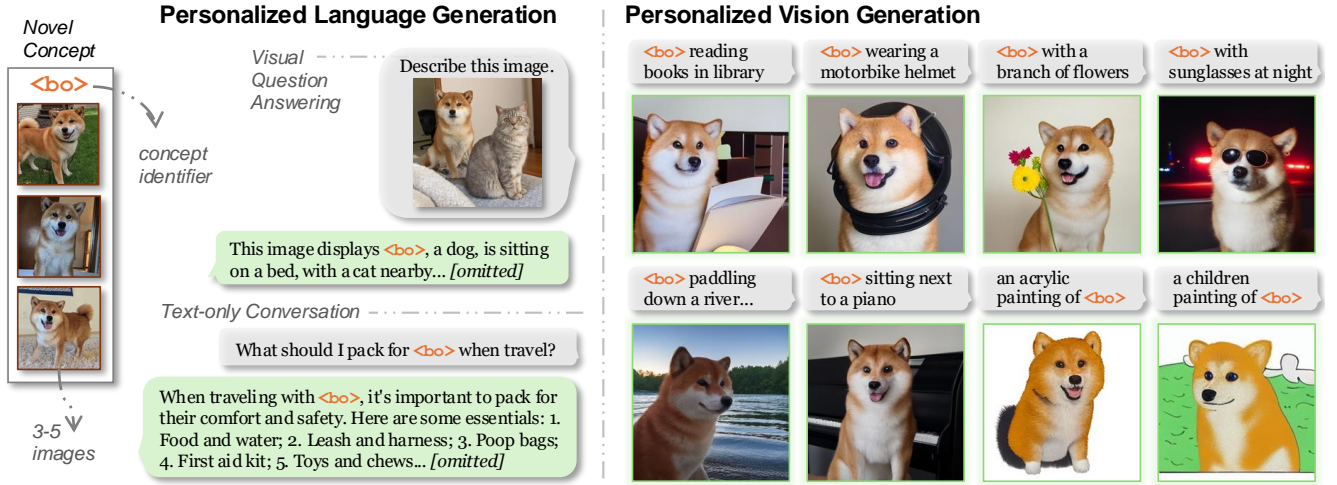 Personalized Language Generation
Personalized Vision Generation
Novel
Concept
<bo>
concept
identifier
3-5
images
Visual
Question
Answering
Describe this image.
This image displays <bo>, a dog, is sitting
on a bed, with a cat nearby... [omitted]
Text-only Conversation
What should I pack for <bo> when travel?
When traveling with <bo>, it's important to pack for
their comfort and safety. Here are some essentials: 1.
Food and water; 2. Leash and harness; 3. Poop bags;
4. First aid kit; 5. Toys and chews... [omitted]
<bo> reading
books in library
<bo> wearing a
motorbike helmet
<bo> with a
branch of flowers
<bo> with
sunglasses at night
<bo> paddling
down a river...
<bo> sitting next
to a piano
an acrylic
painting of <bo>
a children
painting of <bo>